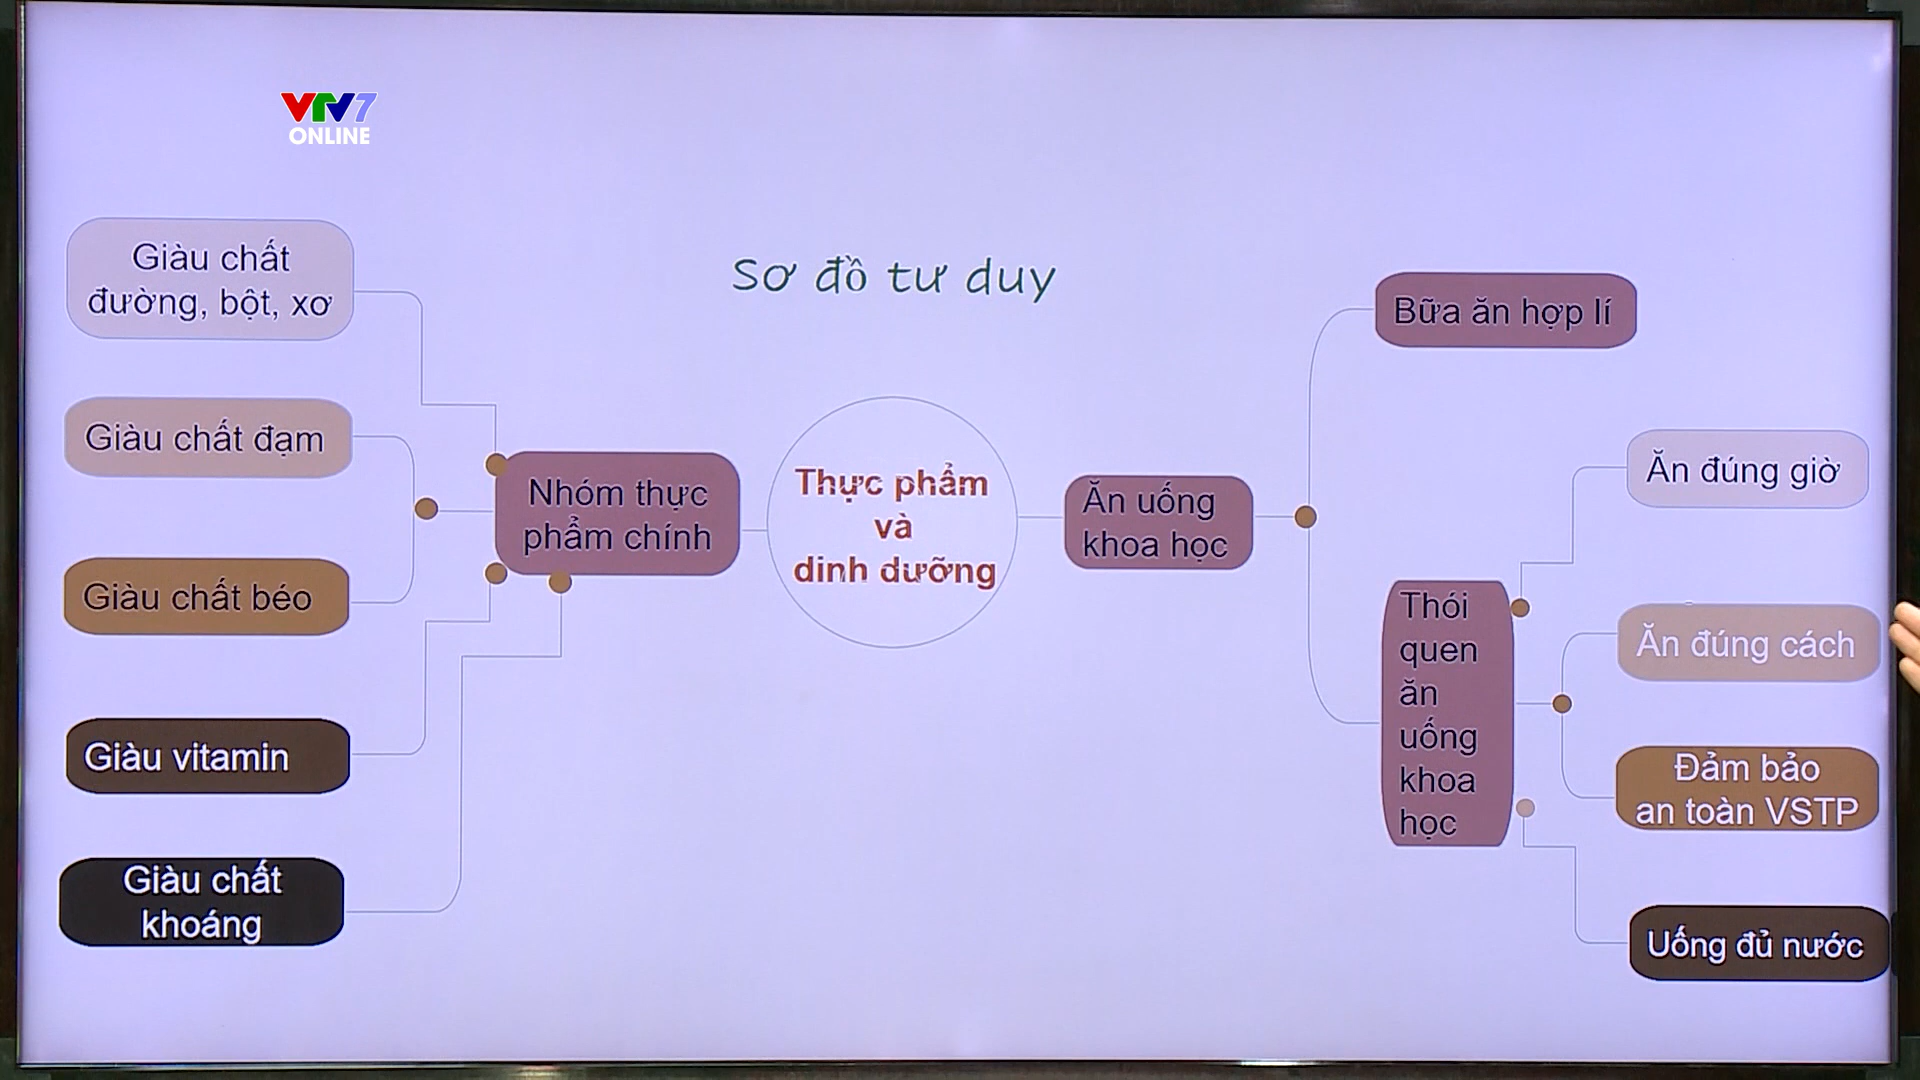 VTV7
ONLINE
Sơ đồ tư duy
Giàu chất
đường, bột, xơ
Giàu chất đạm
Giàu chất béo
Giàu vitamin
Giàu chất
khoáng
Nhóm thực
phẩm chính
Thực phẩm
và
dinh dưỡng
Ăn uống
khoa học
Bữa ăn hợp lí
Thói
quen
ăn
uống
khoa
học
Ăn đúng giờ
Ăn đúng cách
Đảm bảo
an toàn VSTP
Uống đủ nước